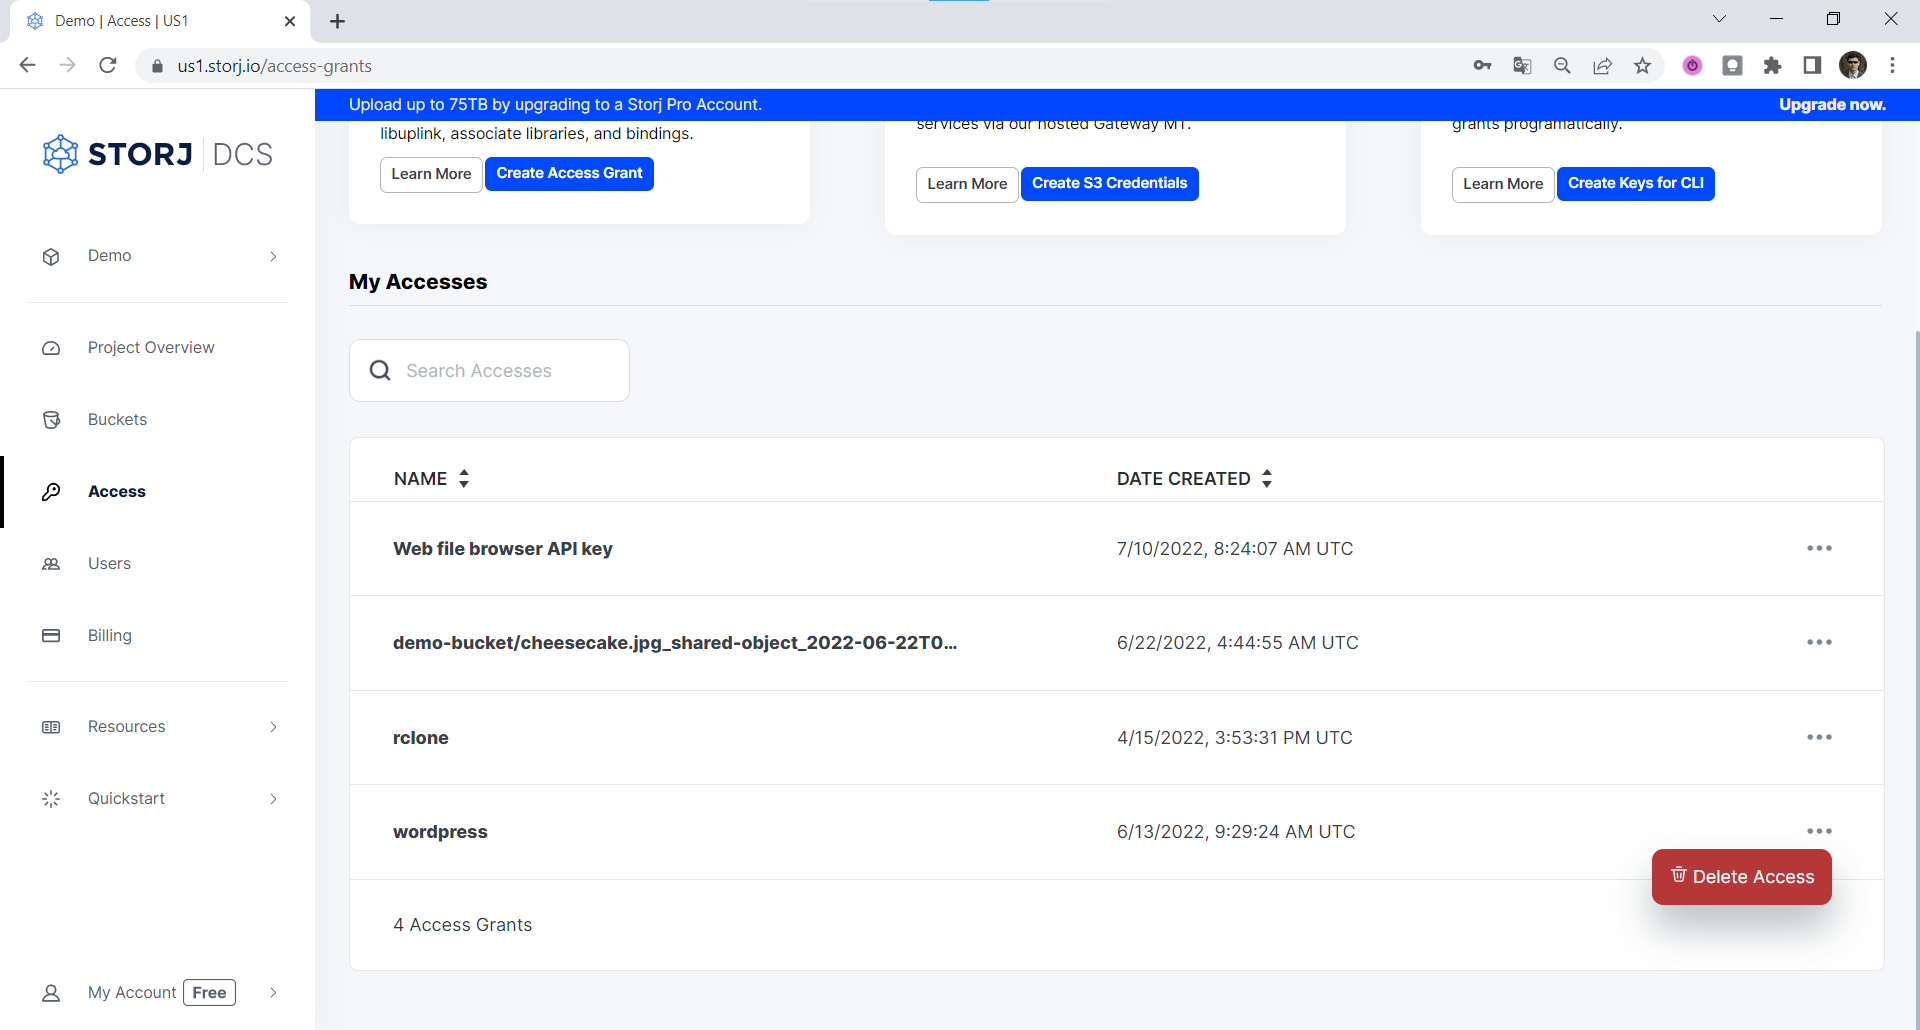 Demo | Access | US1
us1.storj.io/access-grants
Upload up to 75TB by upgrading to a Storj Pro Account.
Upgrade now.
STORJ DCS
Demo
Project Overview
Buckets
Access
Users
Billing
Resources
Quickstart
My Account Free
libuplink, associate libraries, and bindings.
Learn More Create Access Grant
services via our hosted Gateway MT.
Learn More Create S3 Credentials
grants programatically.
Learn More Create Keys for CLI
My Accesses
Search Accesses
NAME DATE CREATED
Web file browser API key 7/10/2022, 8:24:07 AM UTC
demo-bucket/cheesecake.jpg_shared-object_2022-06-22T0... 6/22/2022, 4:44:55 AM UTC
rclone 4/15/2022, 3:53:31 PM UTC
wordpress 6/13/2022, 9:29:24 AM UTC
Delete Access
4 Access Grants